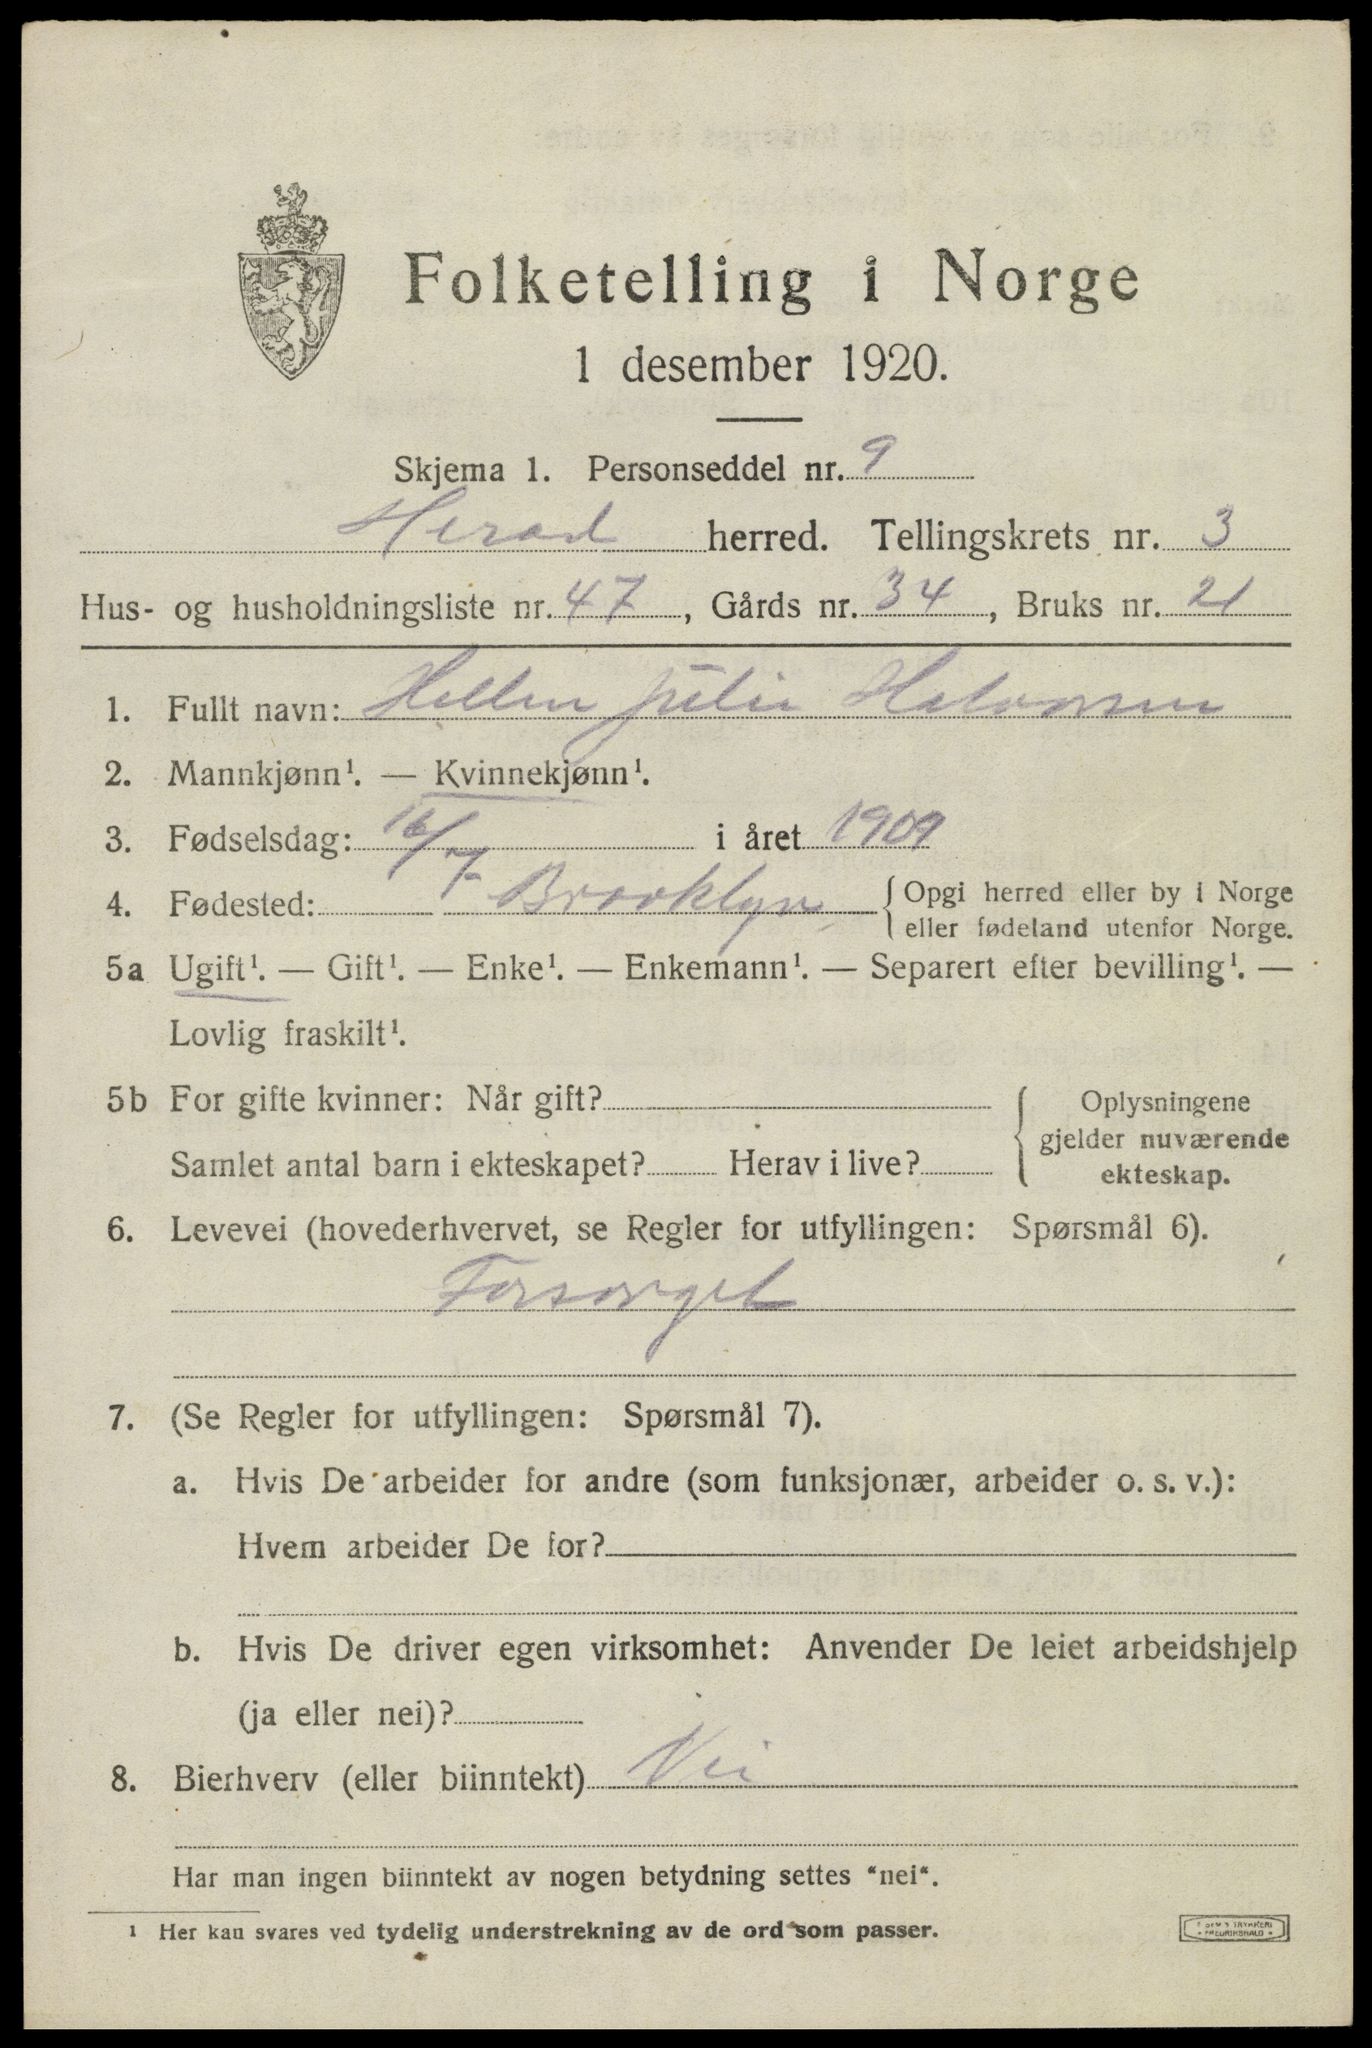 Folketelling i Norge
1 desember 1920.
Skjema 1. Personseddel nr. 9
Herad herred. Tellingskrets nr. 3
Hus- og husholdningsliste nr. 47, Gårds nr. 34, Bruks nr. 21
1. Fullt navn: Hellen Julie Halvorsen
2. Mannkjønn¹. — Kvinnekjønn¹.
3. Fødselsdag: 16/7 i året 1909
4. Fødested: Brooklyn { Opgi herred eller by i Norge
eller fødeland utenfor Norge.
5a Ugift¹. — Gift¹. — Enke¹. — Enkemann¹. — Separert efter bevilling¹. —
Lovlig fraskilt¹.
5b For gifte kvinner: Når gift? { Oplysningene
gjelder nuværende
Samlet antal barn i ekteskapet? Herav i live?
ekteskap.
6. Levevei (hovederhvervet, se Regler for utfyllingen: Spørsmål 6).
Forsørget
7. (Se Regler for utfyllingen: Spørsmål 7).
a. Hvis De arbeider for andre (som funksjonær, arbeider o. s. v.):
Hvem arbeider De for?
b. Hvis De driver egen virksomhet: Anvender De leiet arbeidshjelp
(ja eller nei)?
8. Bierhverv (eller biinntekt) Nei
Har man ingen biinntekt av nogen betydning settes “nei“.
¹ Her kan svares ved tydelig understrekning av de ord som passer.